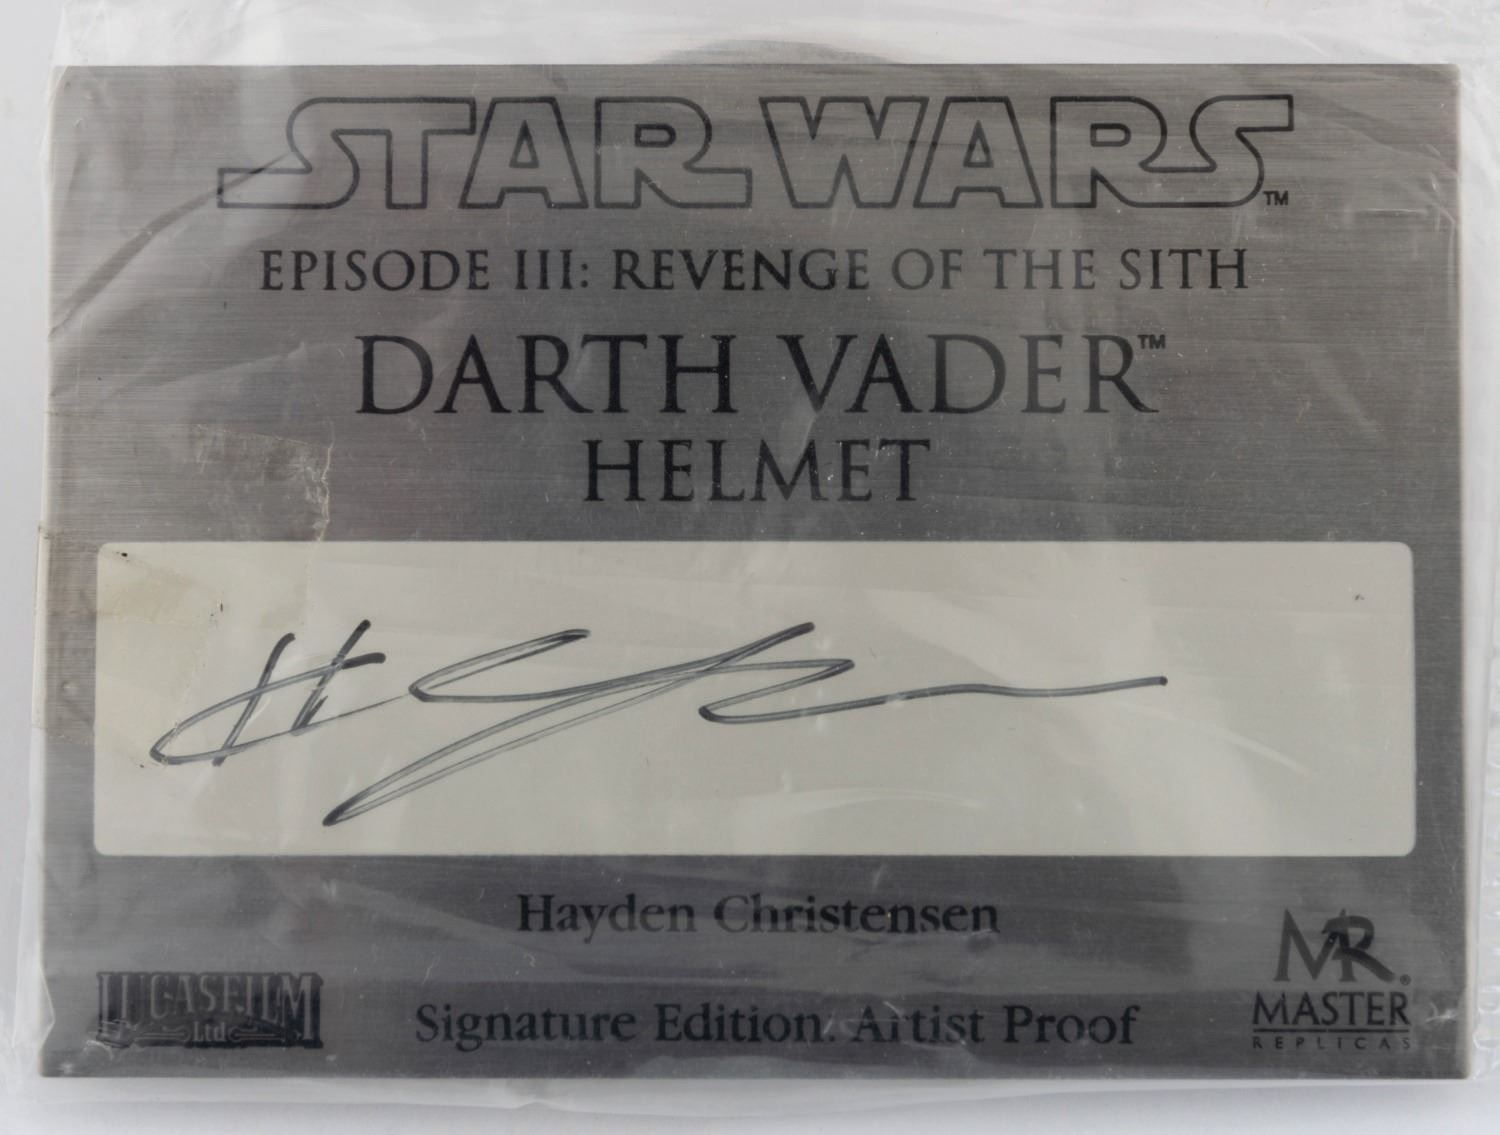 STAR WARS™
EPISODE III: REVENGE OF THE SITH
DARTH VADER™
HELMET
Hayden Christensen
LUCASFILM
Ltd
Signature Edition. Artist Proof
MR®
MASTER
REPLICAS